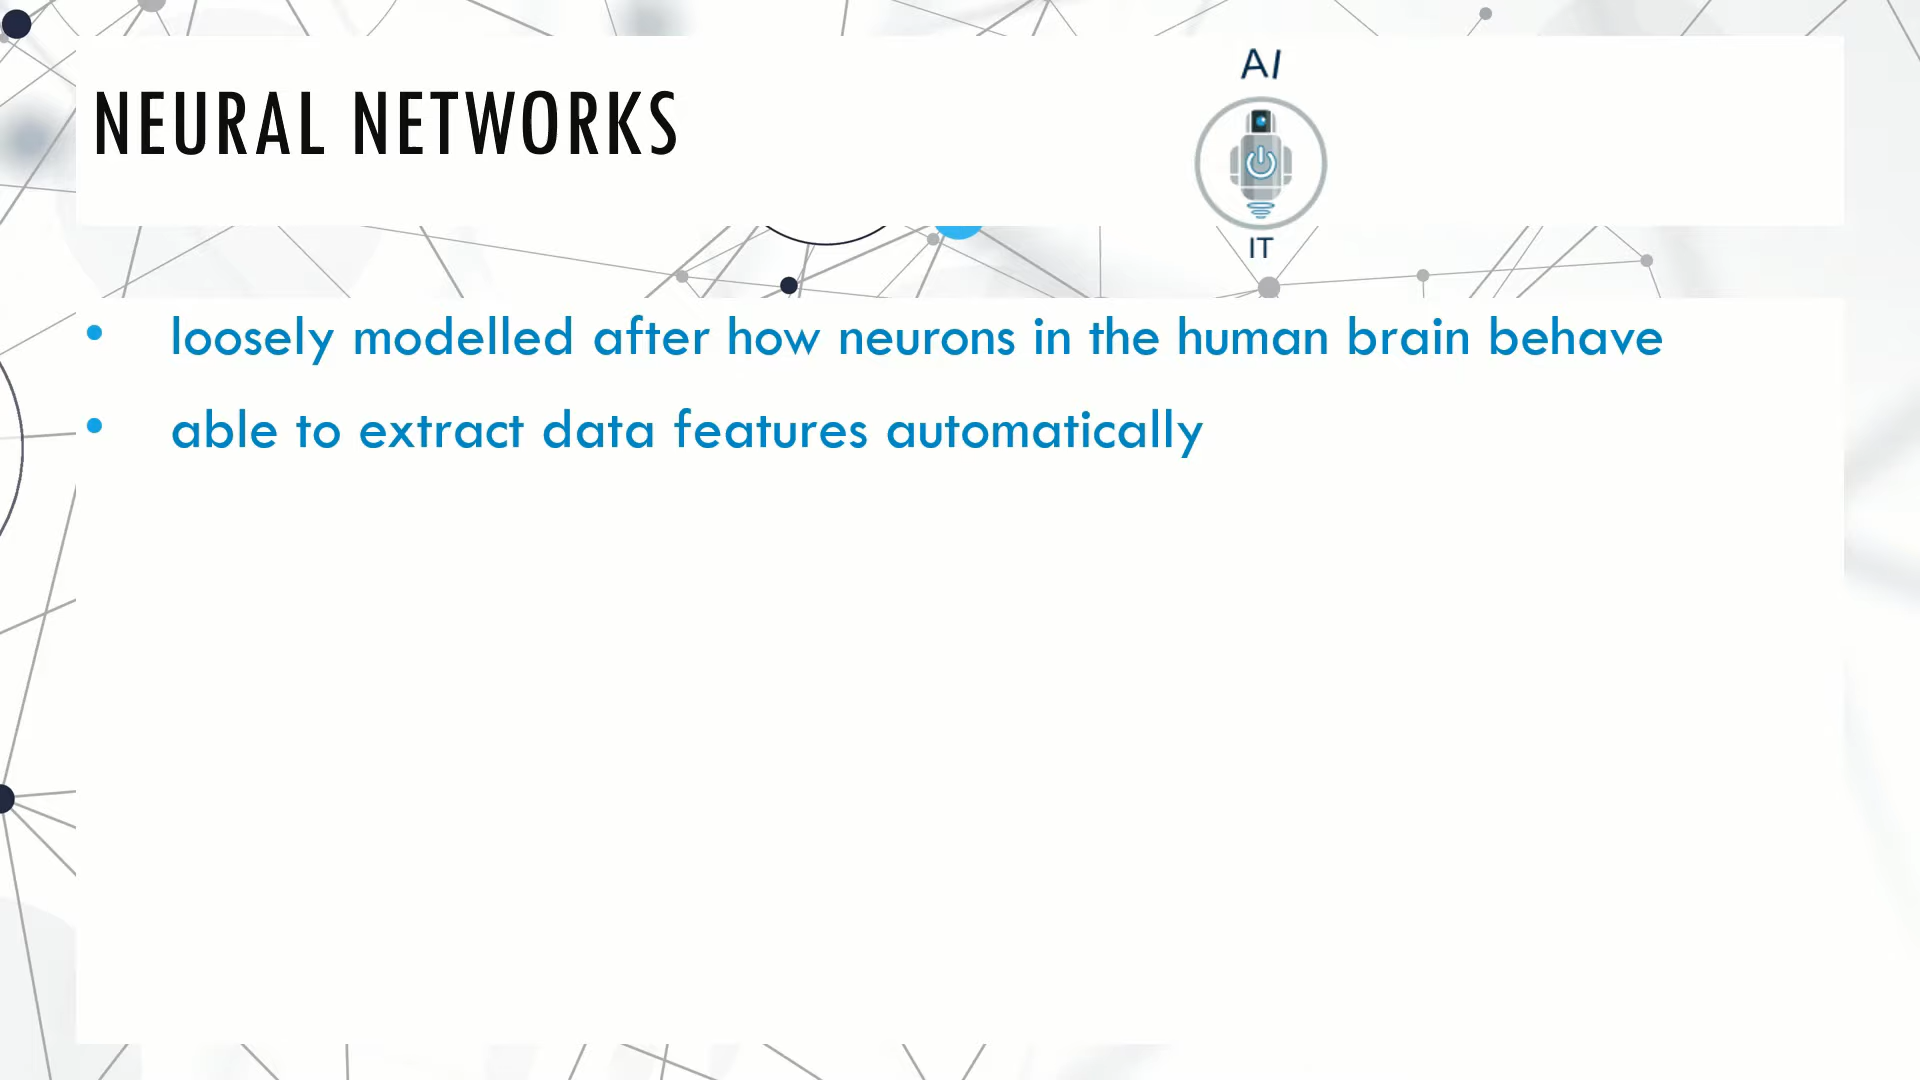 NEURAL NETWORKS
AI
IT
• loosely modelled after how neurons in the human brain behave
• able to extract data features automatically